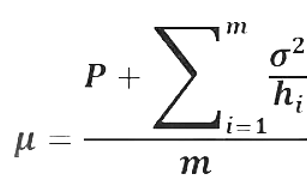 μ = (P + ∑_{i=1}^{m} σ²/h_i) / m